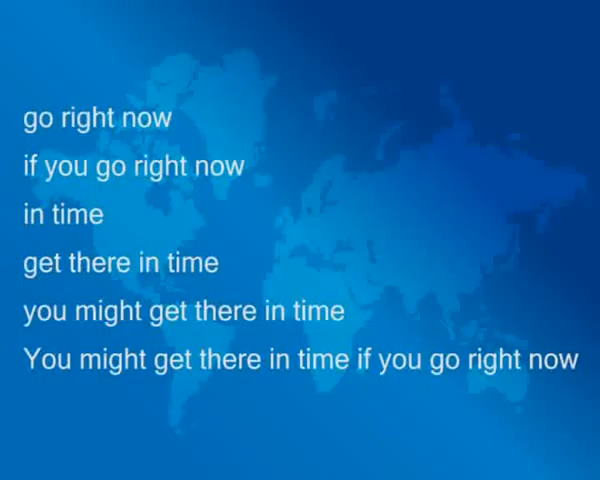 go right now
if you go right now
in time
get there in time
you might get there in time
You might get there in time if you go right now